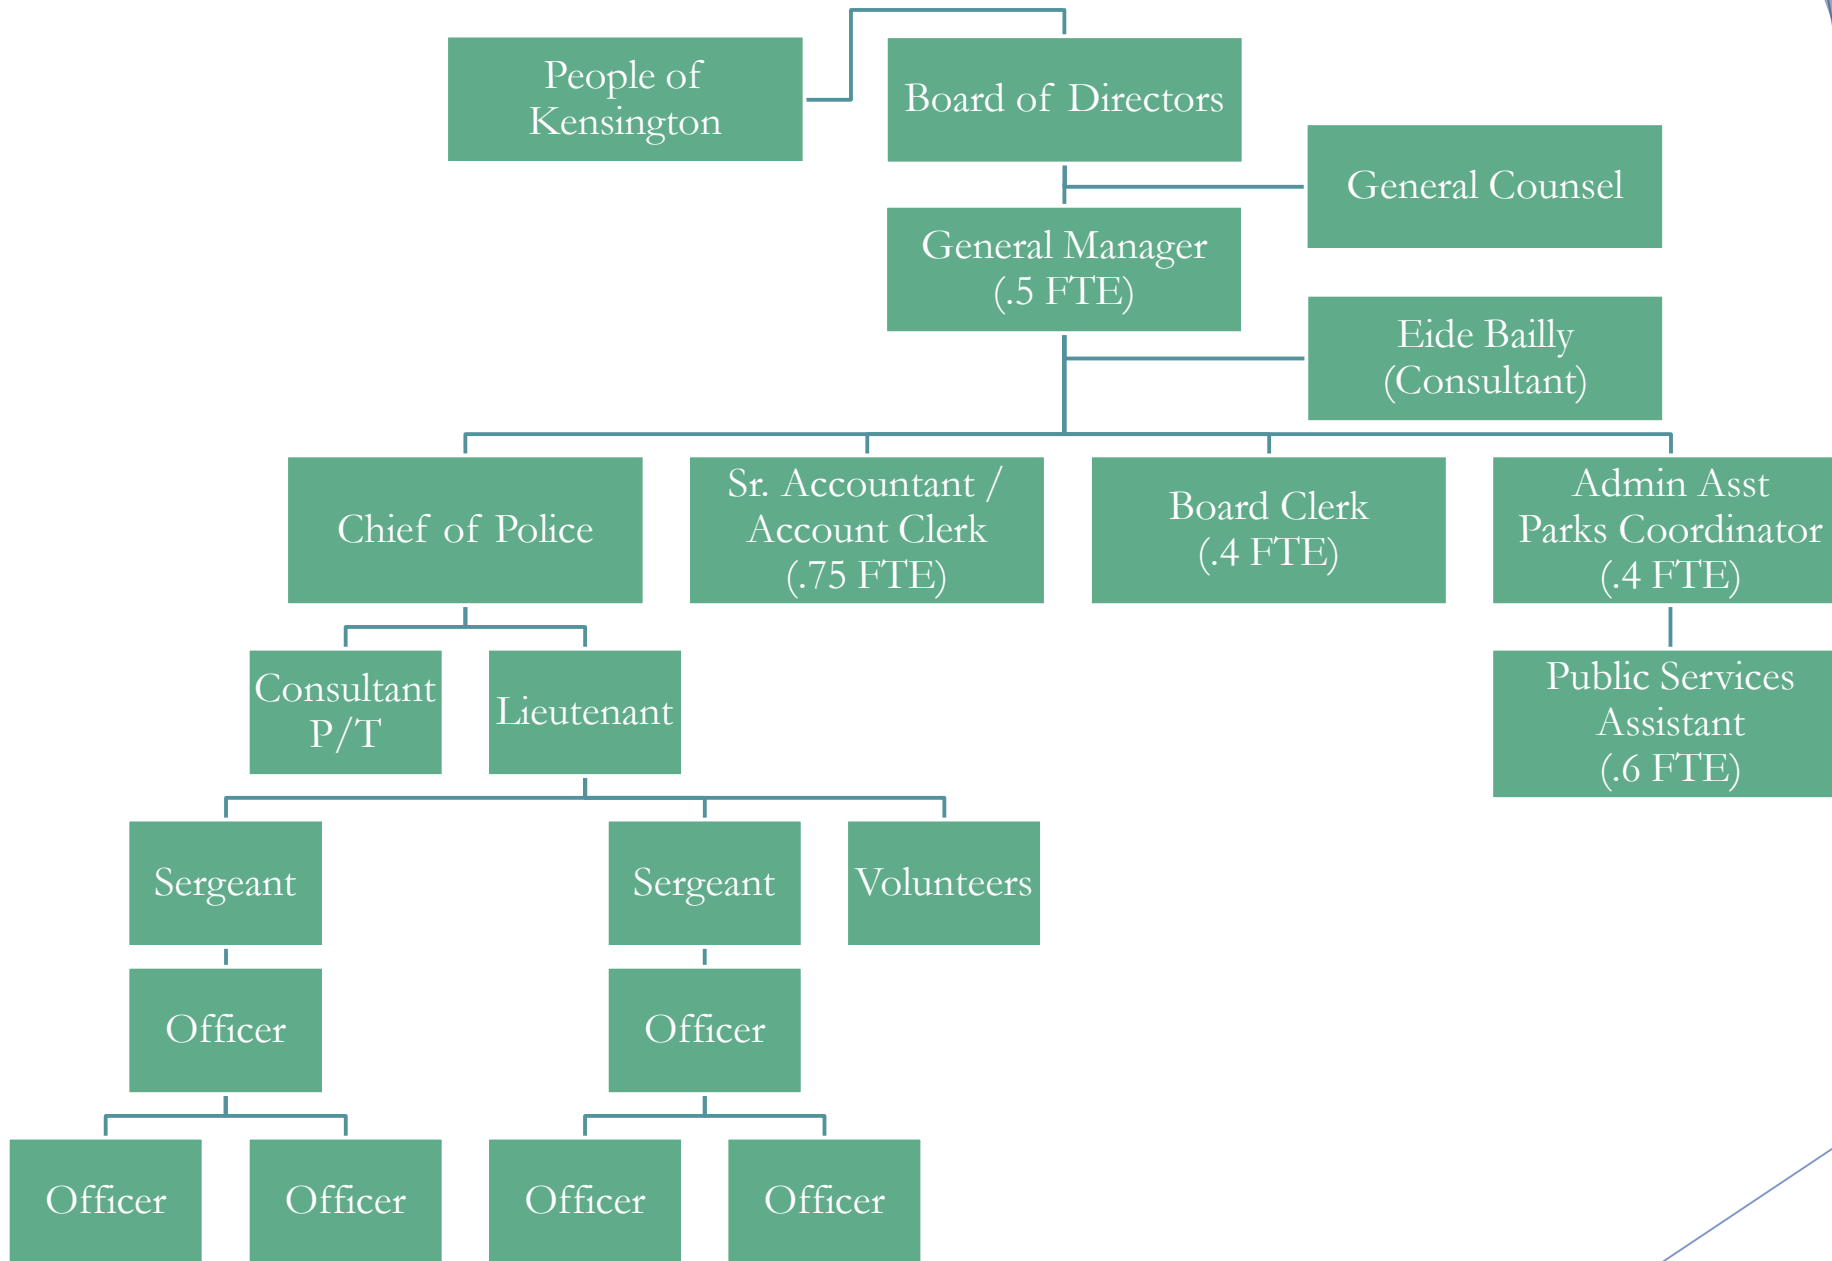 People of
Kensington
Board of Directors
General Counsel
General Manager
(.5 FTE)
Eide Bailly
(Consultant)
Chief of Police
Sr. Accountant /
Account Clerk
(.75 FTE)
Board Clerk
(.4 FTE)
Admin Asst
Parks Coordinator
(.4 FTE)
Consultant
P/T
Lieutenant
Public Services
Assistant
(.6 FTE)
Sergeant
Sergeant
Volunteers
Officer
Officer
Officer
Officer
Officer
Officer